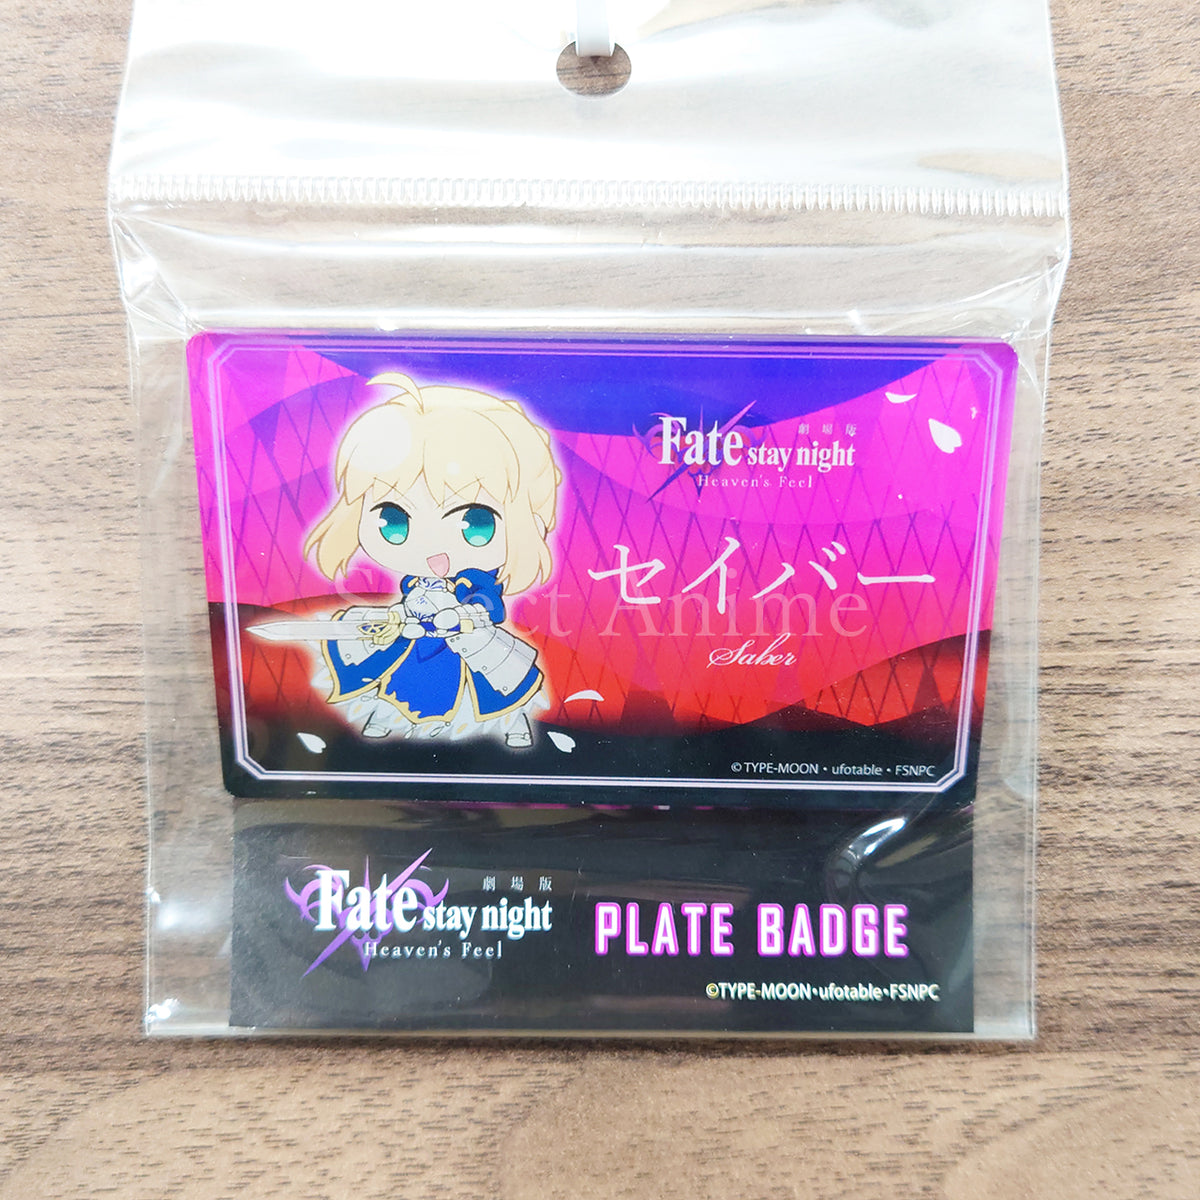 劇場版
Fate stay night
Heaven's Feel
セイバー
Select Anime
Saber
©TYPE-MOON・ufotable・FSNPC
劇場版
Fate stay night
Heaven's Feel
PLATE BADGE
©TYPE-MOON・ufotable・FSNPC